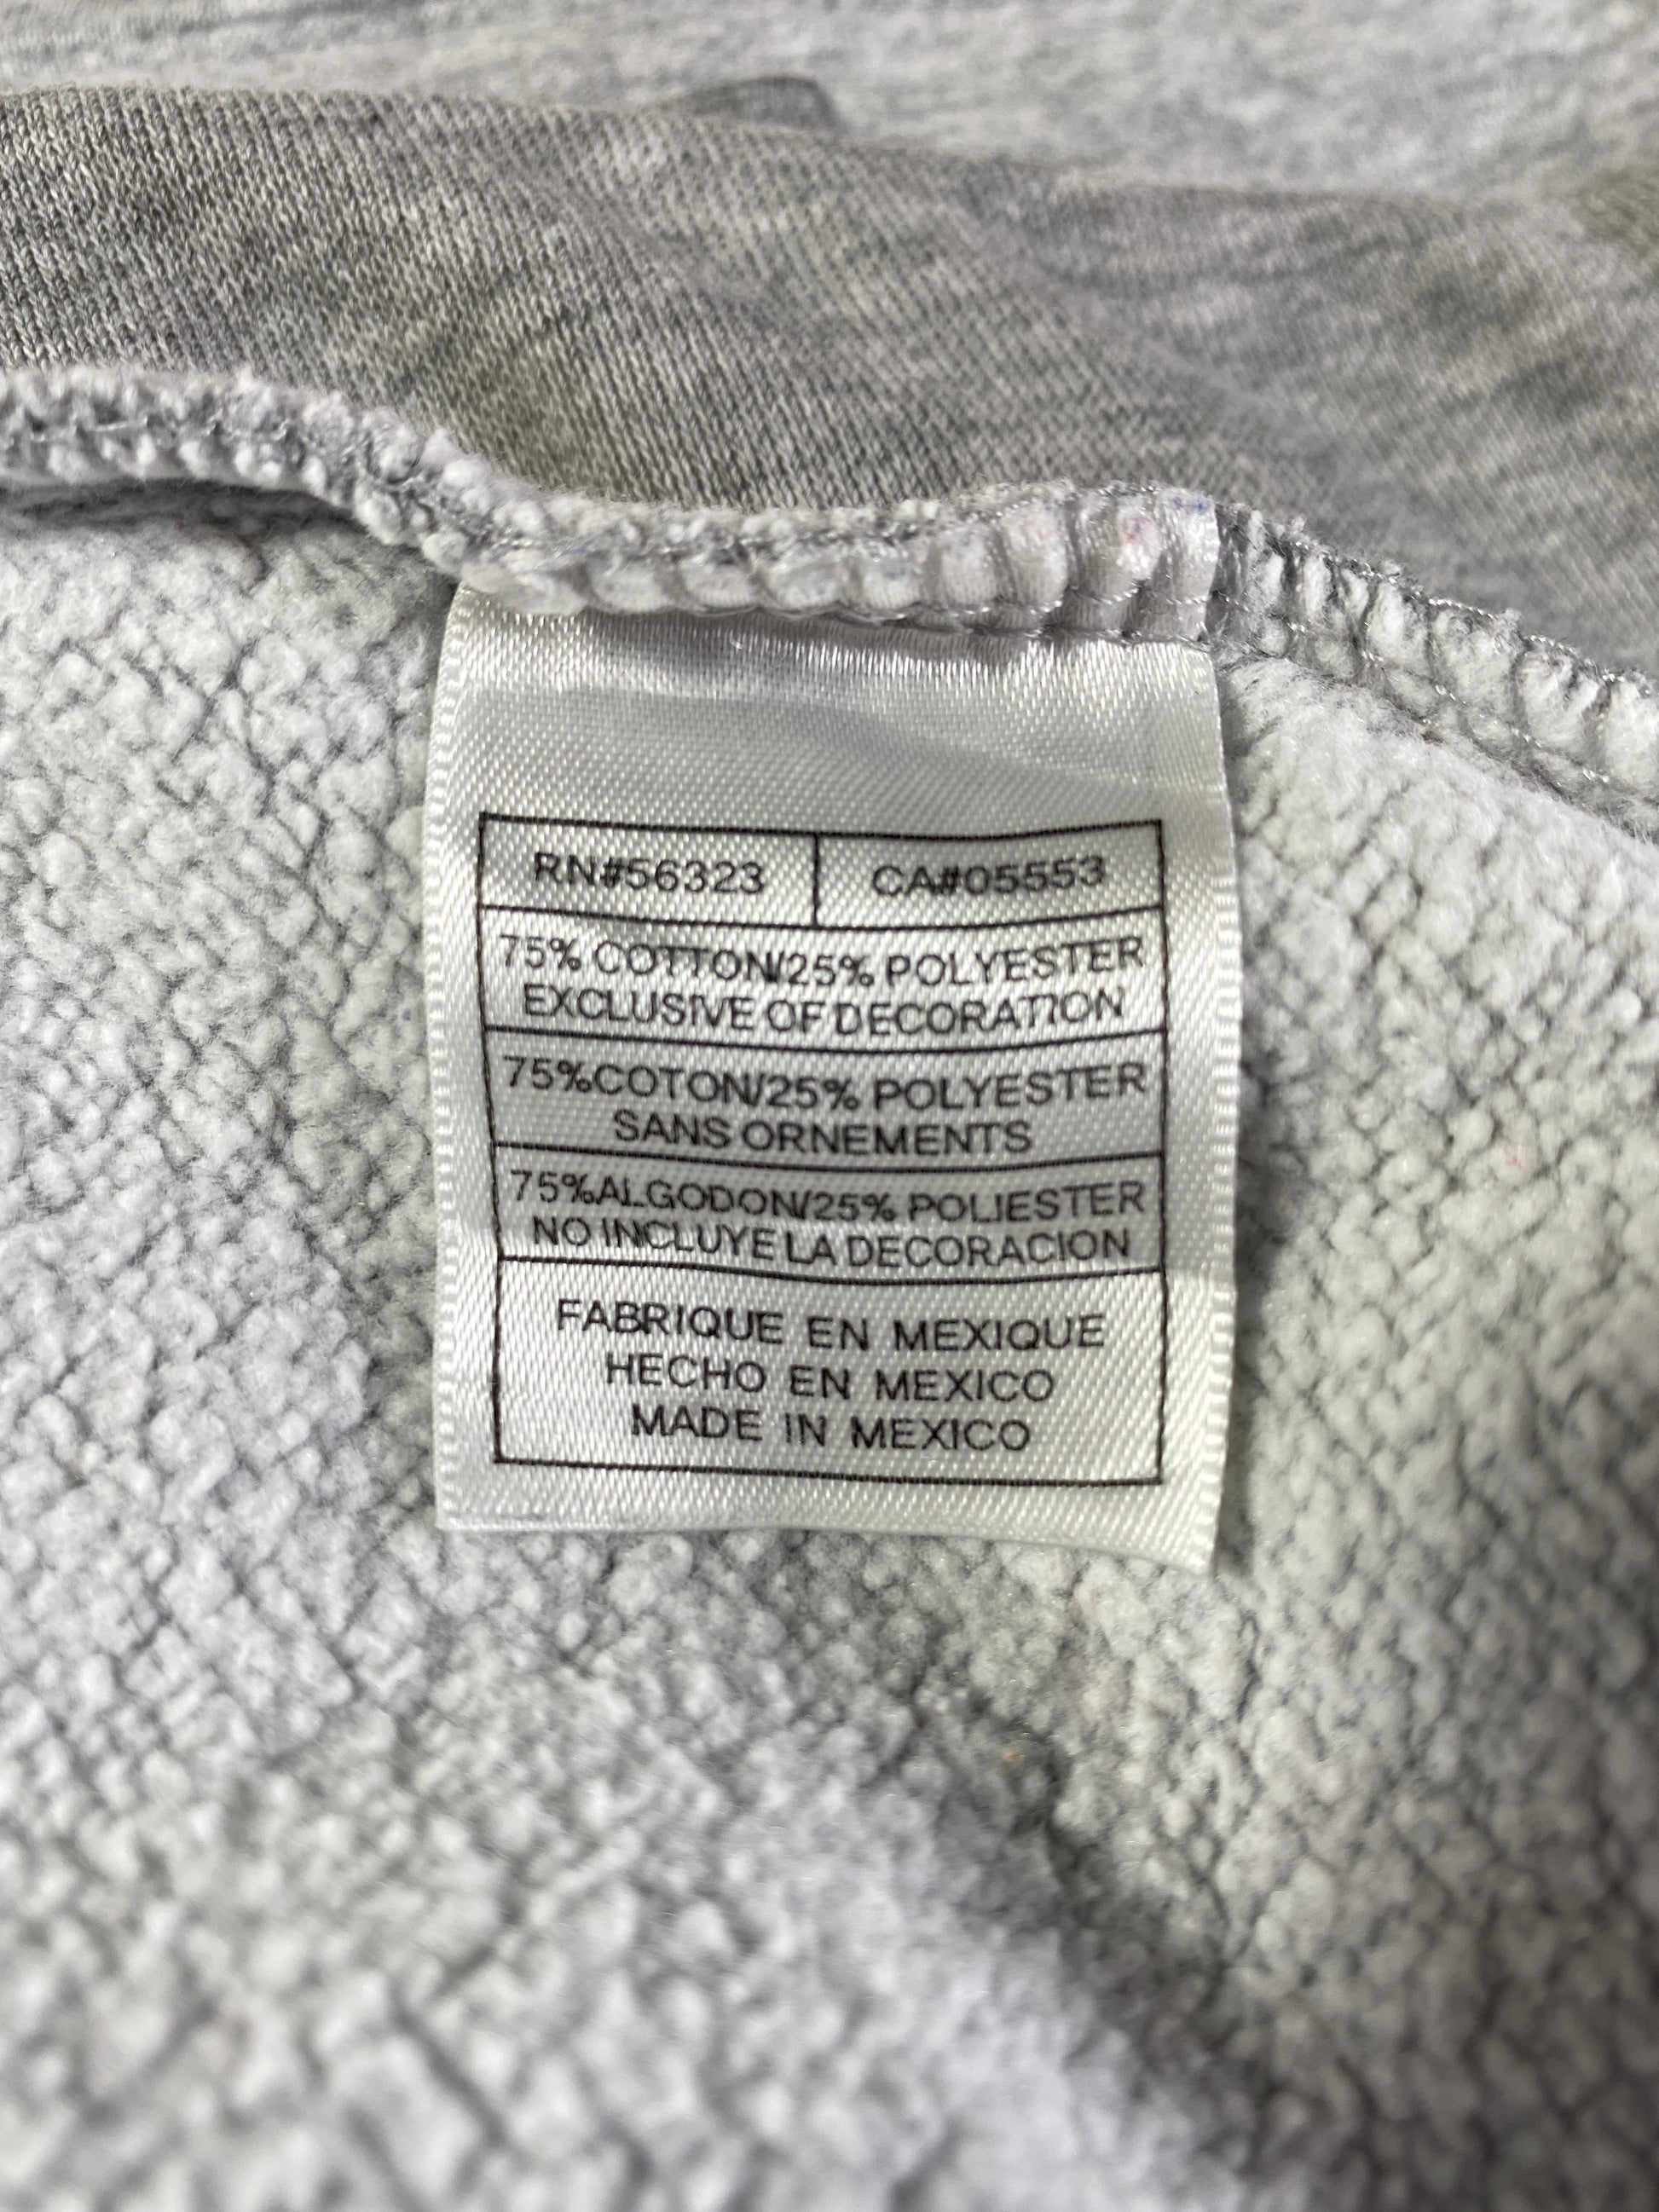 RN#56323 CA#05553
75% COTTON/25% POLYESTER
EXCLUSIVE OF DECORATION
75%COTON/25% POLYESTER
SANS ORNEMENTS
75%ALGODON/25% POLIESTER
NO INCLUYE LA DECORACION
FABRIQUE EN MEXIQUE
HECHO EN MEXICO
MADE IN MEXICO